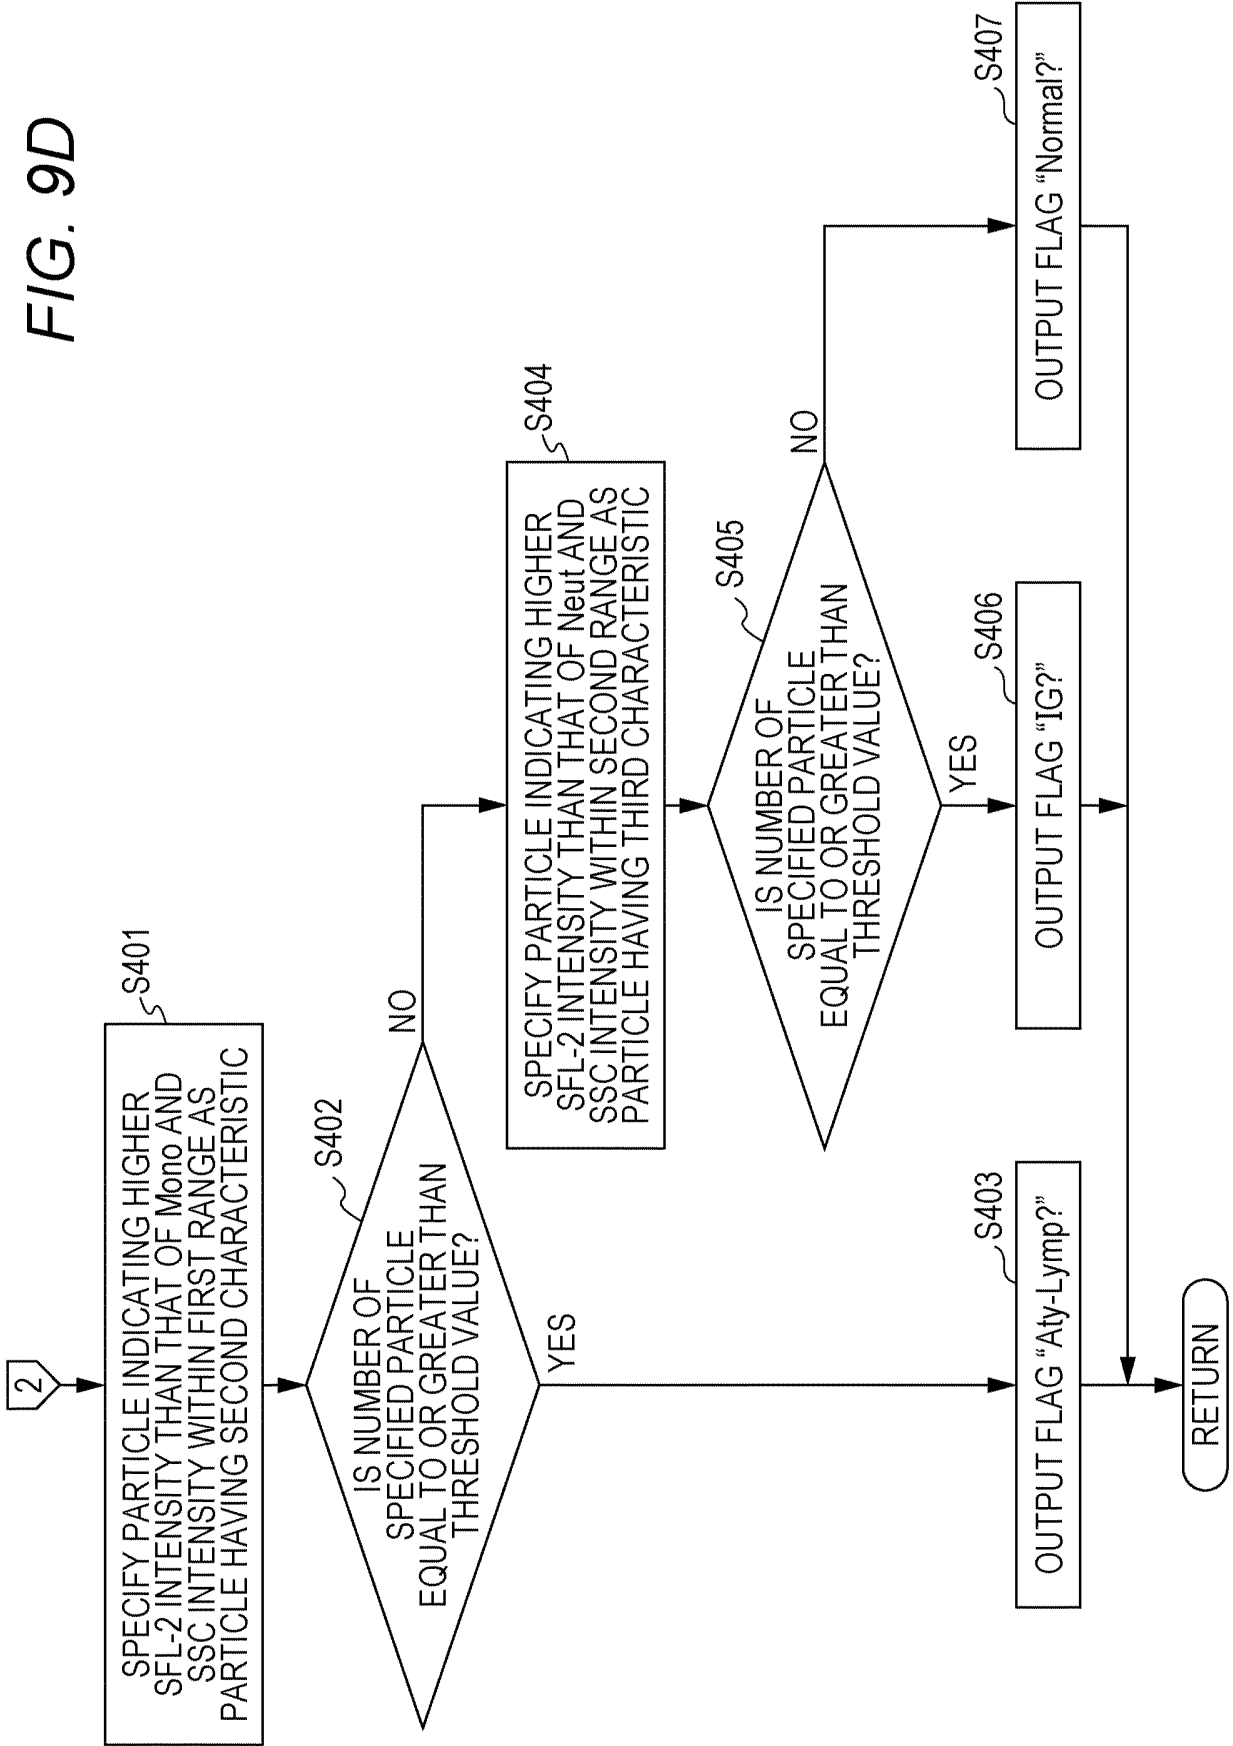 FIG. 9D
2
S401
SPECIFY PARTICLE INDICATING HIGHER
SFL-2 INTENSITY THAN THAT OF Mono AND
SSC INTENSITY WITHIN FIRST RANGE AS
PARTICLE HAVING SECOND CHARACTERISTIC
S402
IS NUMBER OF
SPECIFIED PARTICLE
EQUAL TO OR GREATER THAN
THRESHOLD VALUE?
NO
YES
S404
SPECIFY PARTICLE INDICATING HIGHER
SFL-2 INTENSITY THAN THAT OF Neut AND
SSC INTENSITY WITHIN SECOND RANGE AS
PARTICLE HAVING THIRD CHARACTERISTIC
S405
IS NUMBER OF
SPECIFIED PARTICLE
EQUAL TO OR GREATER THAN
THRESHOLD VALUE?
NO
YES
S403
OUTPUT FLAG “Aty-Lymp?”
S406
OUTPUT FLAG “IG?”
S407
OUTPUT FLAG “Normal?”
RETURN